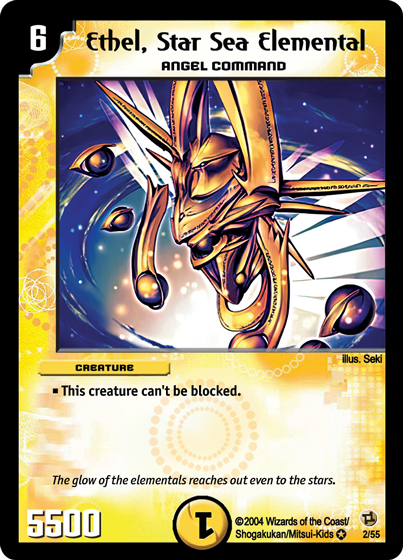 6 Ethel, Star Sea Elemental
ANGEL COMMAND
illus. Seki
CREATURE
▪ This creature can't be blocked.
The glow of the elementals reaches out even to the stars.
5500
1
©2004 Wizards of the Coast/
Shogakukan/Mitsui-Kids 2/55